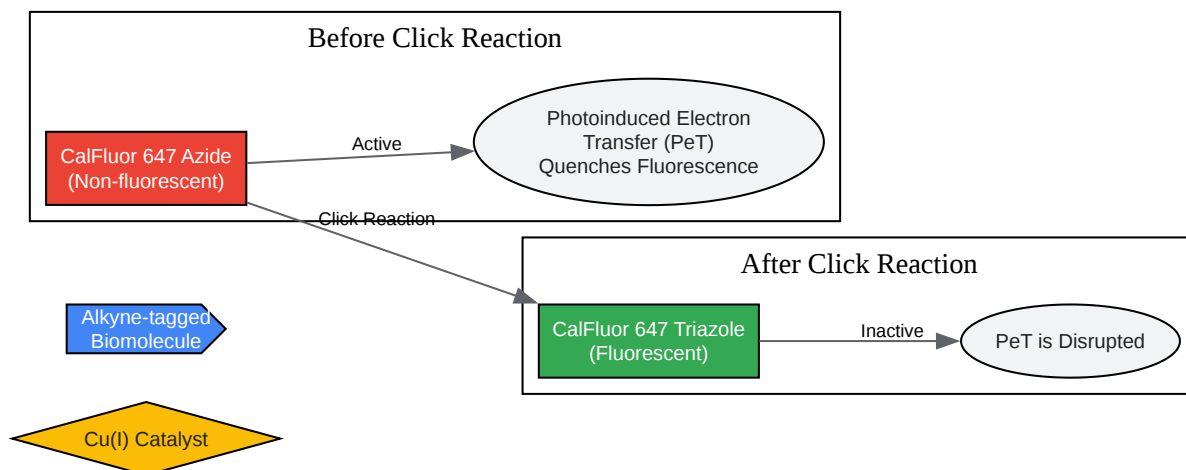 Before Click Reaction
CalFluor 647 Azide
(Non-fluorescent)
Active
Photoinduced Electron
Transfer (PeT)
Quenches Fluorescence
Click Reaction
After Click Reaction
CalFluor 647 Triazole
(Fluorescent)
Inactive
PeT is Disrupted
Alkyne-tagged
Biomolecule
Cu(I) Catalyst